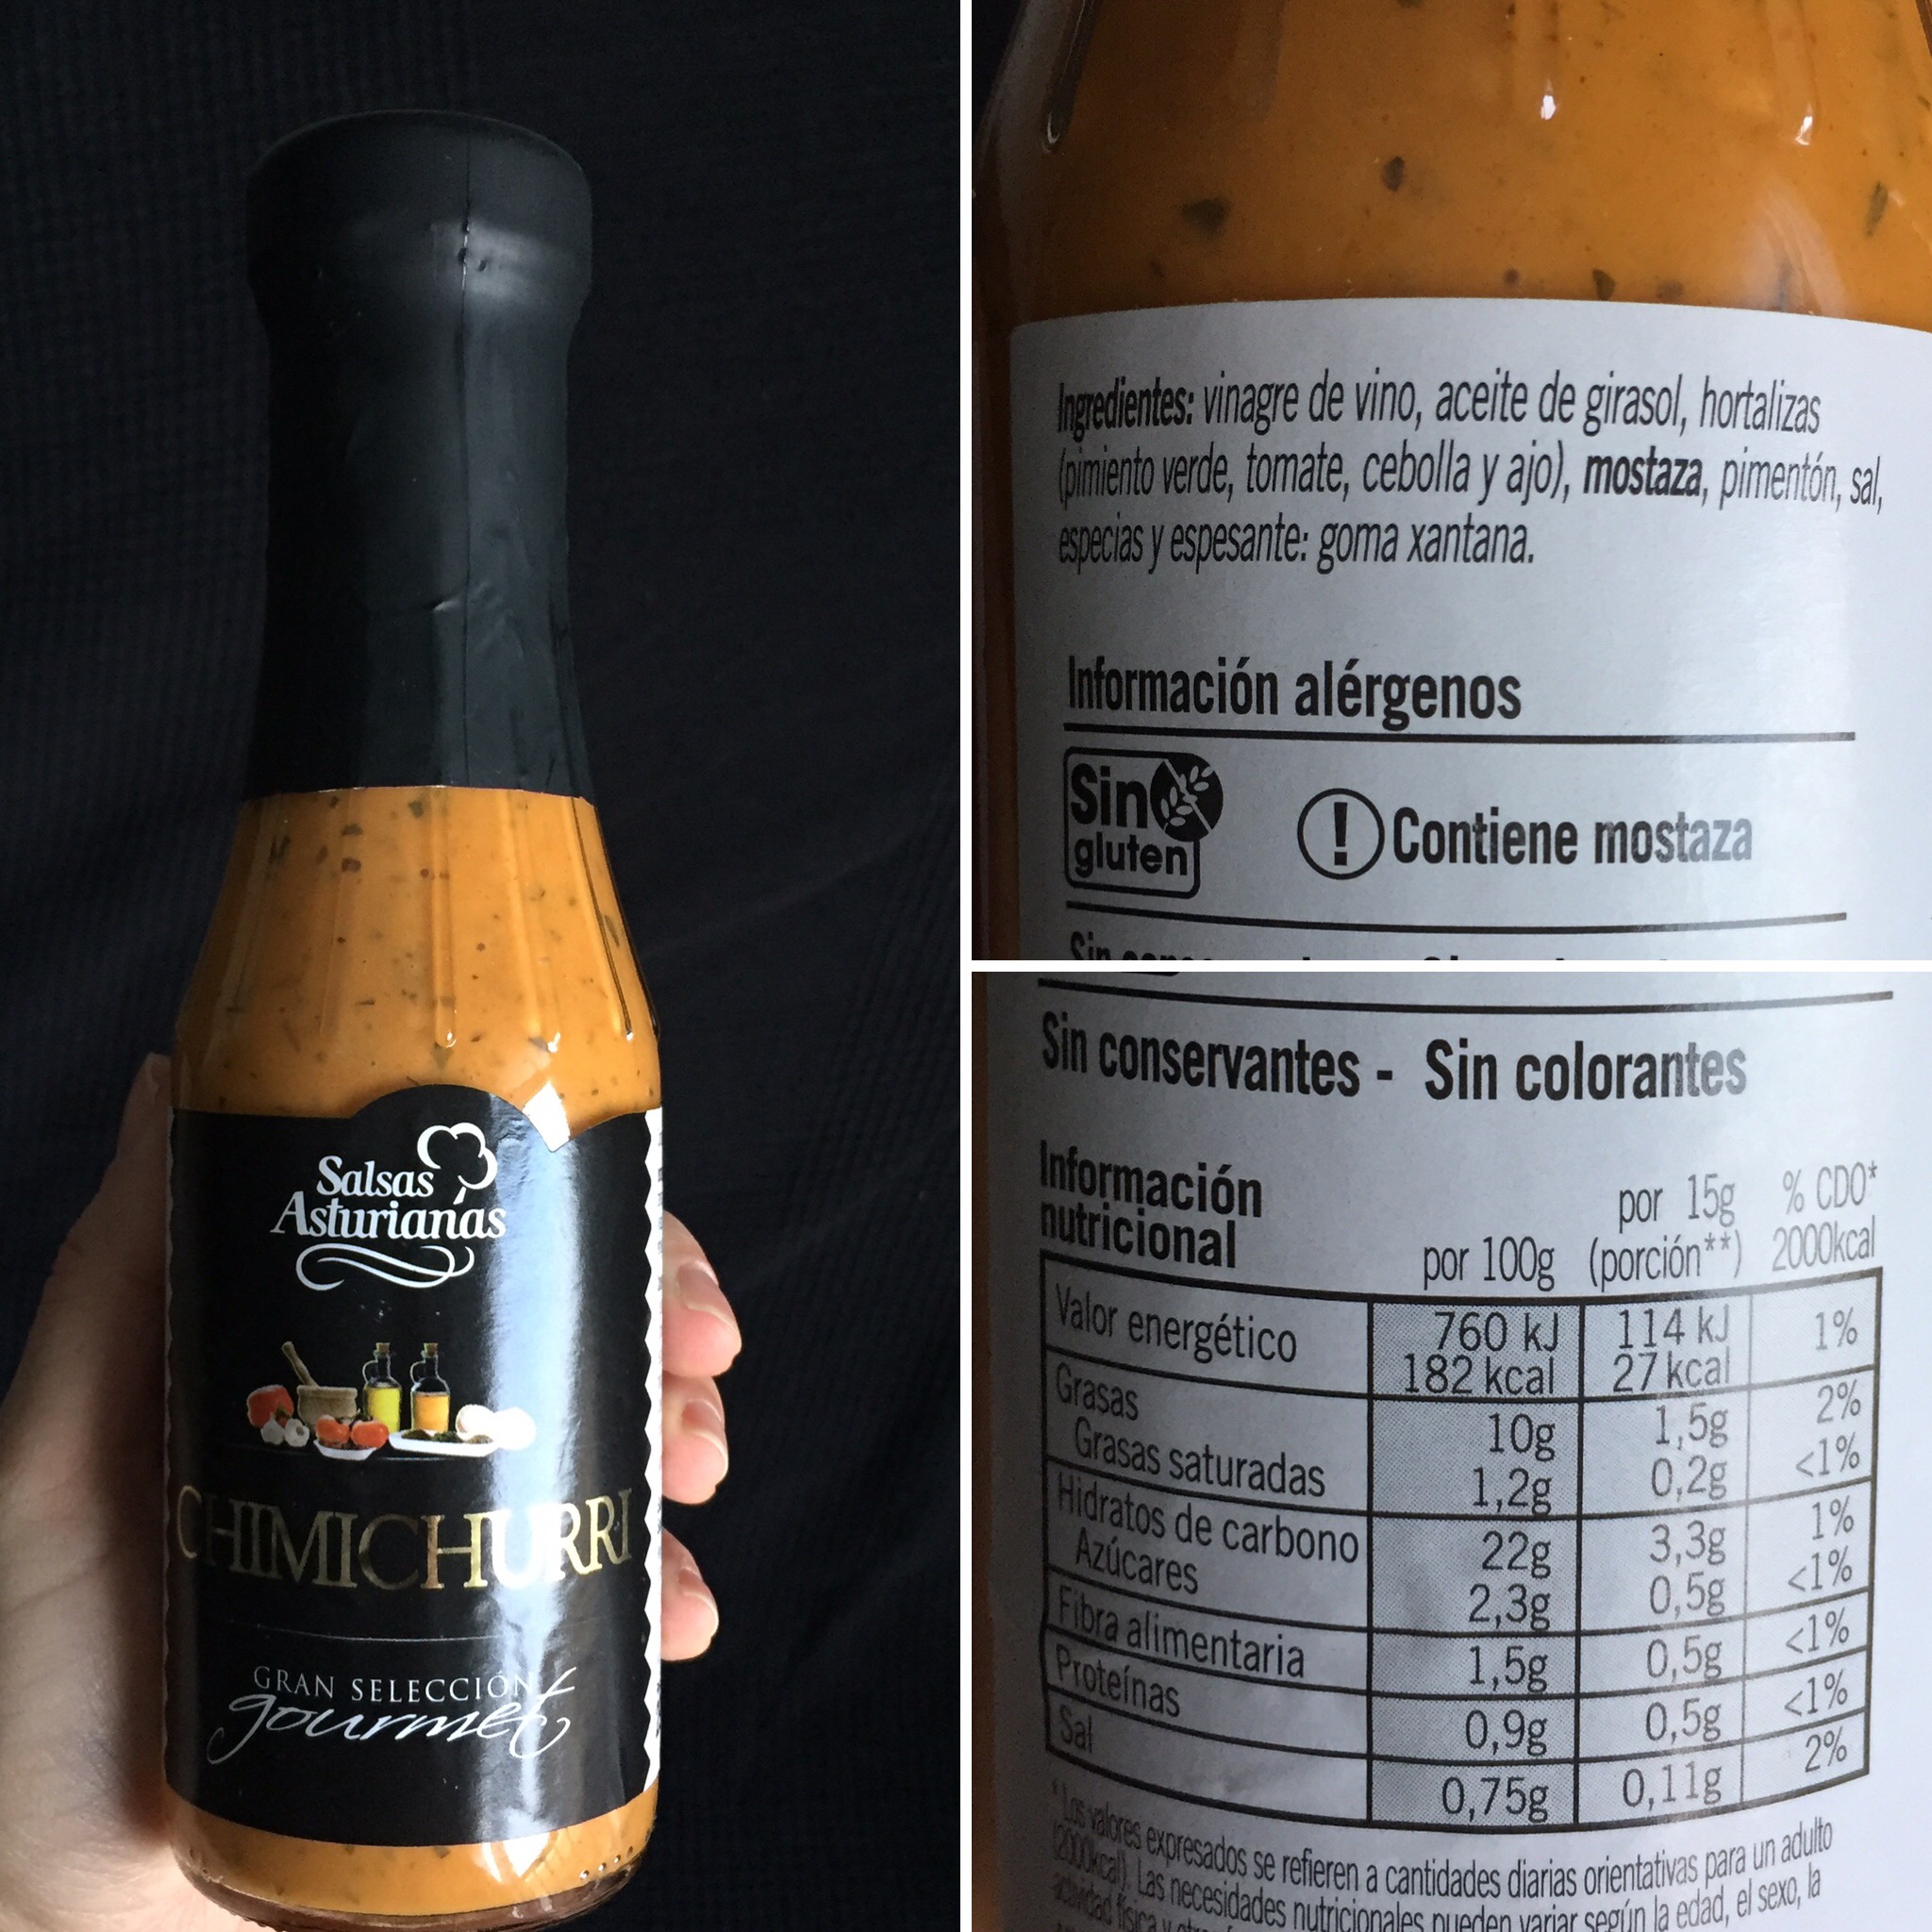 Salsas
Asturianas
CHIMICHURRI
GRAN SELECCIÓN
gourmet
Ingredientes: vinagre de vino, aceite de girasol, hortalizas
(pimiento verde, tomate, cebolla y ajo), mostaza, pimentón, sal,
especias y espesante: goma xantana.
Información alérgenos
Sin
gluten
! Contiene mostaza
Sin conservantes - Sin colorantes
Información
nutricional
por 100g
por 15g
(porción**)
% CDO*
2000kcal
Valor energético 760 kJ 114 kJ 1%
182 kcal 27 kcal
Grasas 10g 1,5g 2%
Grasas saturadas 1,2g 0,2g <1%
Hidratos de carbono 22g 3,3g 1%
Azúcares 2,3g 0,5g <1%
Fibra alimentaria 1,5g 0,5g <1%
Proteínas 0,9g 0,5g <1%
Sal 0,75g 0,11g 2%
* Los valores expresados se refieren a cantidades diarias orientativas para un adulto
(2000kcal). Las necesidades nutricionales pueden variar según la edad, el sexo, la
actividad física y